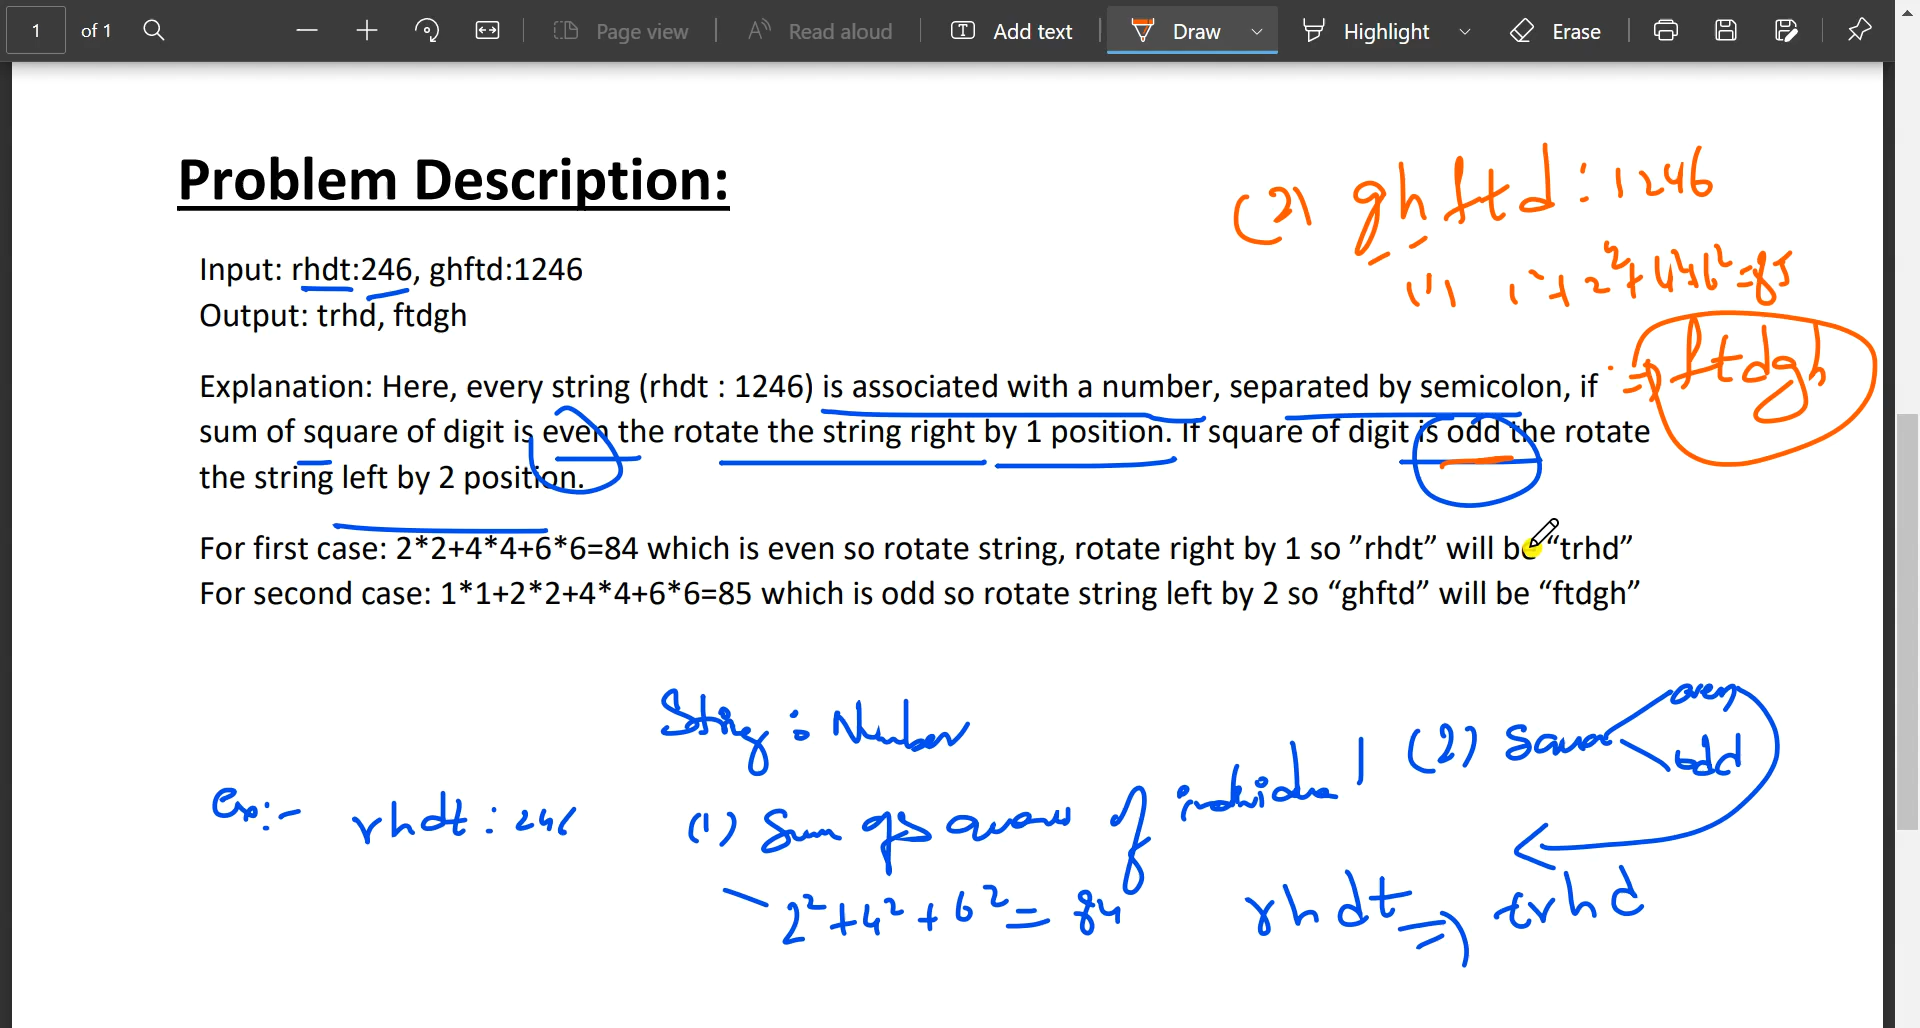 1 of 1 Page view Read aloud Add text Draw Highlight Erase
Problem Description:
(2) ghftd : 1246
Input: rhdt:246, ghftd:1246
(1) 1²+2²+4²+6²=85
Output: trhd, ftdgh
⇒ ftdgh
Explanation: Here, every string (rhdt : 1246) is associated with a number, separated by semicolon, if
sum of square of digit is even the rotate the string right by 1 position. If square of digit is odd the rotate
the string left by 2 position.
For first case: 2*2+4*4+6*6=84 which is even so rotate string, rotate right by 1 so ”rhdt” will be “trhd”
For second case: 1*1+2*2+4*4+6*6=85 which is odd so rotate string left by 2 so “ghftd” will be “ftdgh”
String : Number
even
(2) Square odd
Ex:- rhdt : 246
(1) Sum of squares of individual
2²+4²+6²=84
rhdt ⇒ trhd